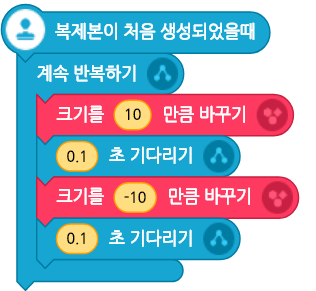 복제본이 처음 생성되었을때
계속 반복하기
크기를 10 만큼 바꾸기
0.1 초 기다리기
크기를 -10 만큼 바꾸기
0.1 초 기다리기